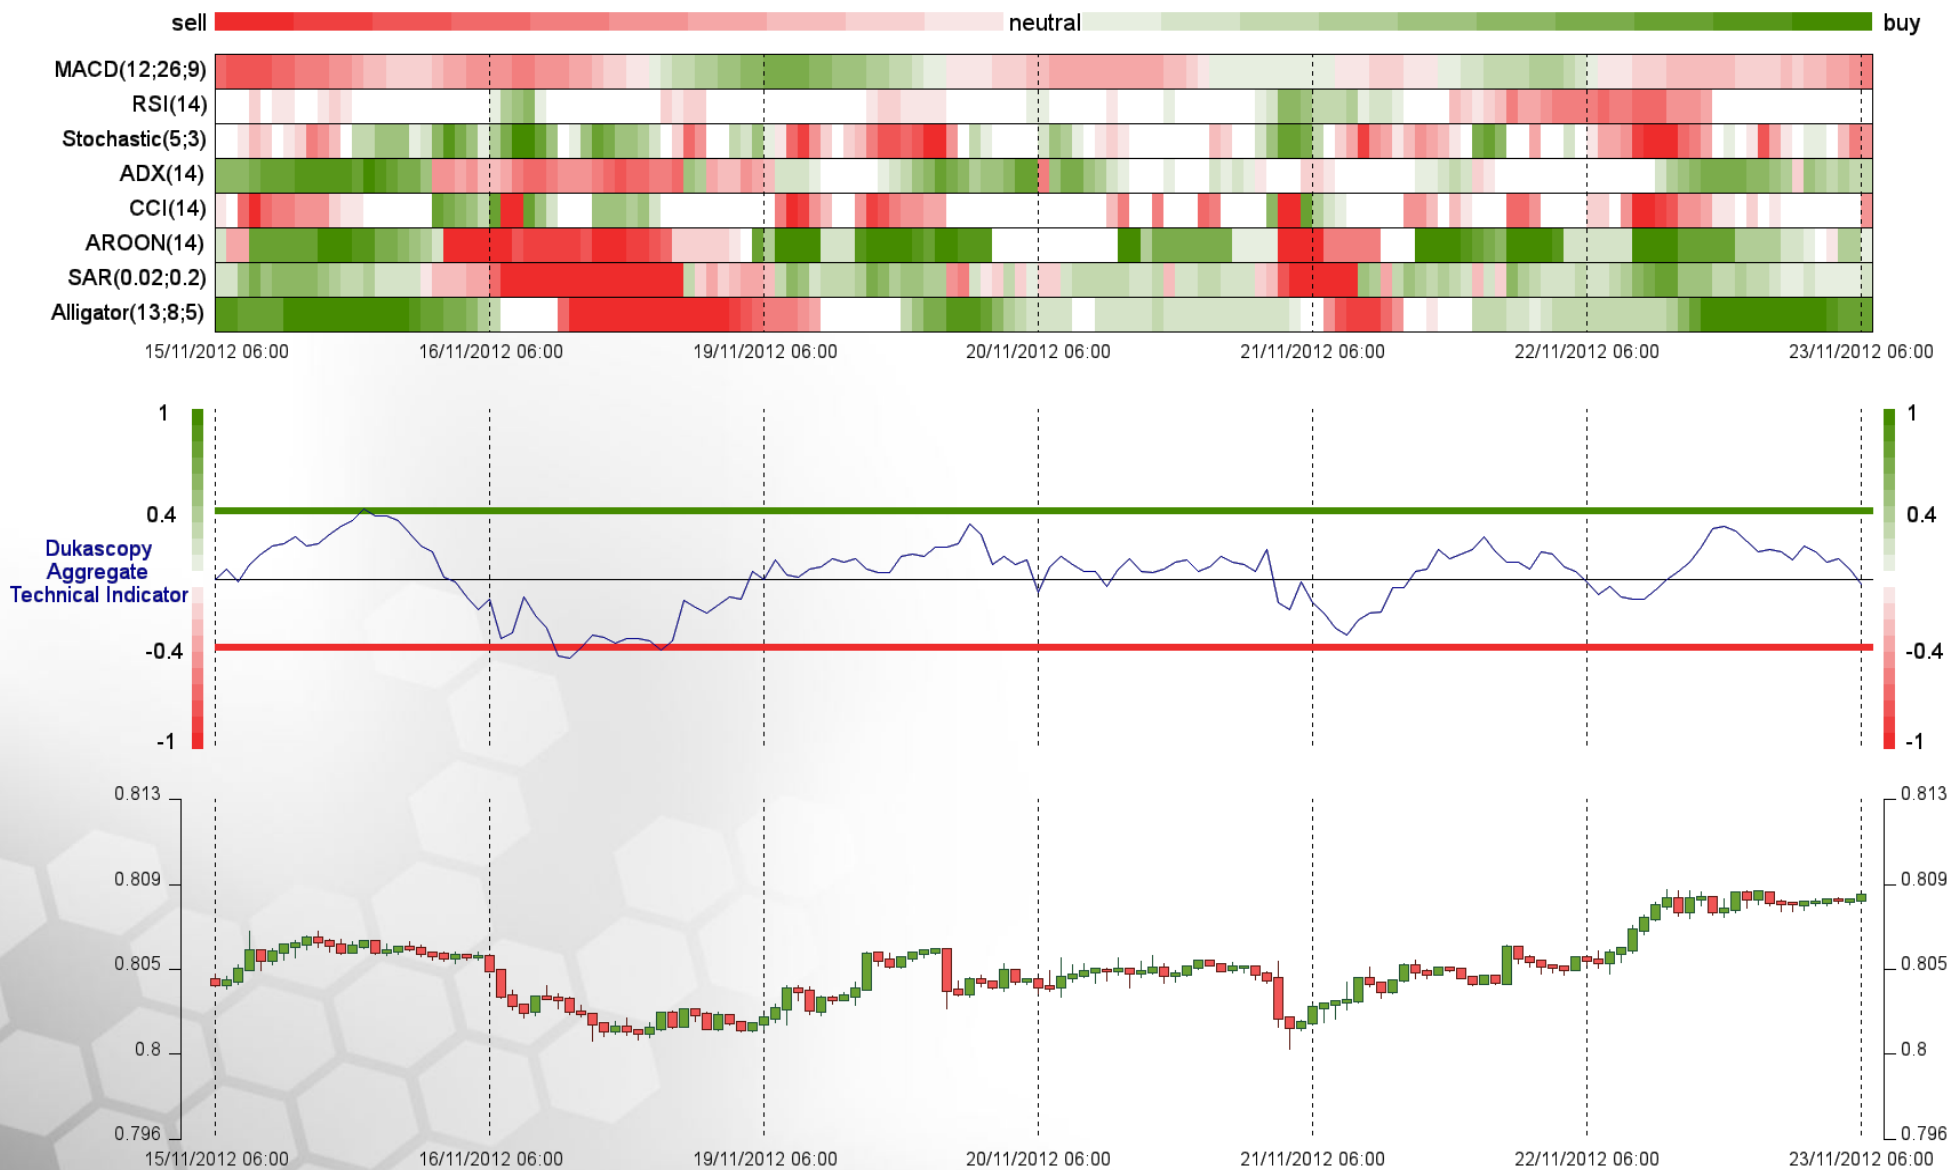 sell neutral buy
MACD(12;26;9)
RSI(14)
Stochastic(5;3)
ADX(14)
CCI(14)
AROON(14)
SAR(0.02;0.2)
Alligator(13;8;5)
15/11/2012 06:00 16/11/2012 06:00 19/11/2012 06:00 20/11/2012 06:00 21/11/2012 06:00 22/11/2012 06:00 23/11/2012 06:00
1 1
0.4 0.4
Dukascopy
Aggregate
Technical Indicator
-0.4 -0.4
-1 -1
0.813 0.813
0.809 0.809
0.805 0.805
0.8 0.8
0.796 0.796
15/11/2012 06:00 16/11/2012 06:00 19/11/2012 06:00 20/11/2012 06:00 21/11/2012 06:00 22/11/2012 06:00 23/11/2012 06:00